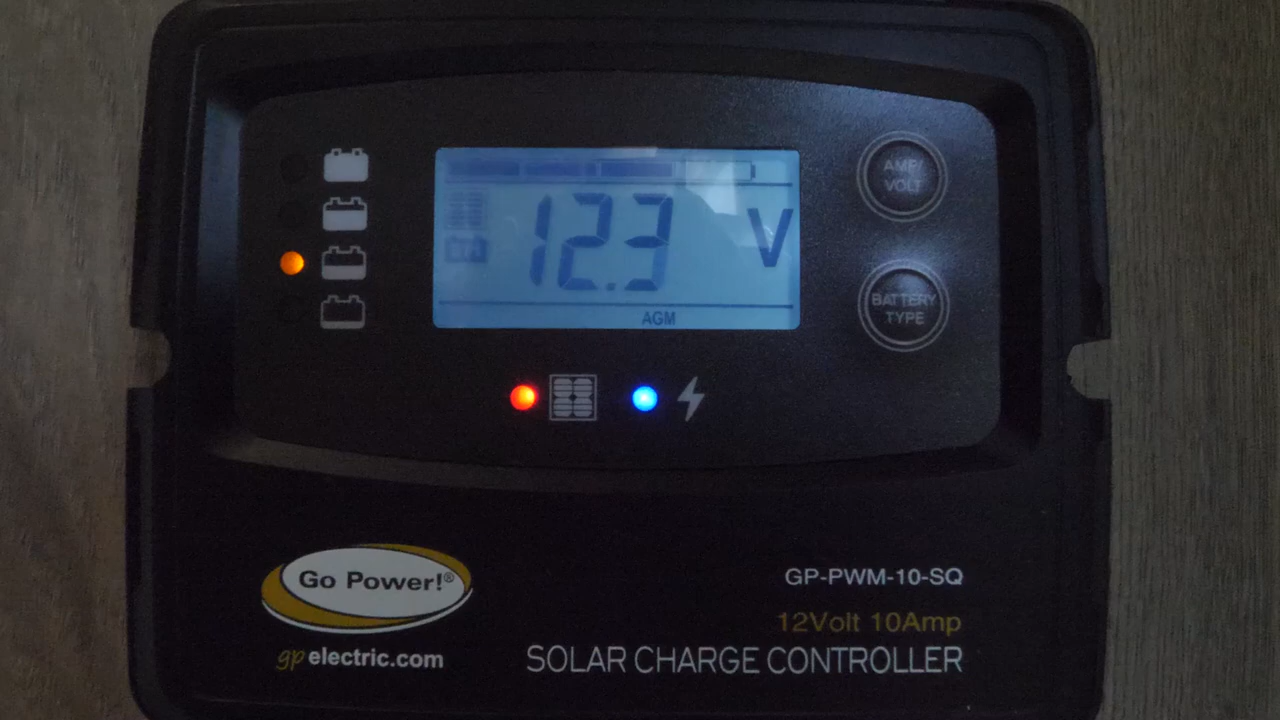 12.3 V
AGM
AMP/
VOLT
BATTERY
TYPE
Go Power!®
gpelectric.com
GP-PWM-10-SQ
12Volt 10Amp
SOLAR CHARGE CONTROLLER